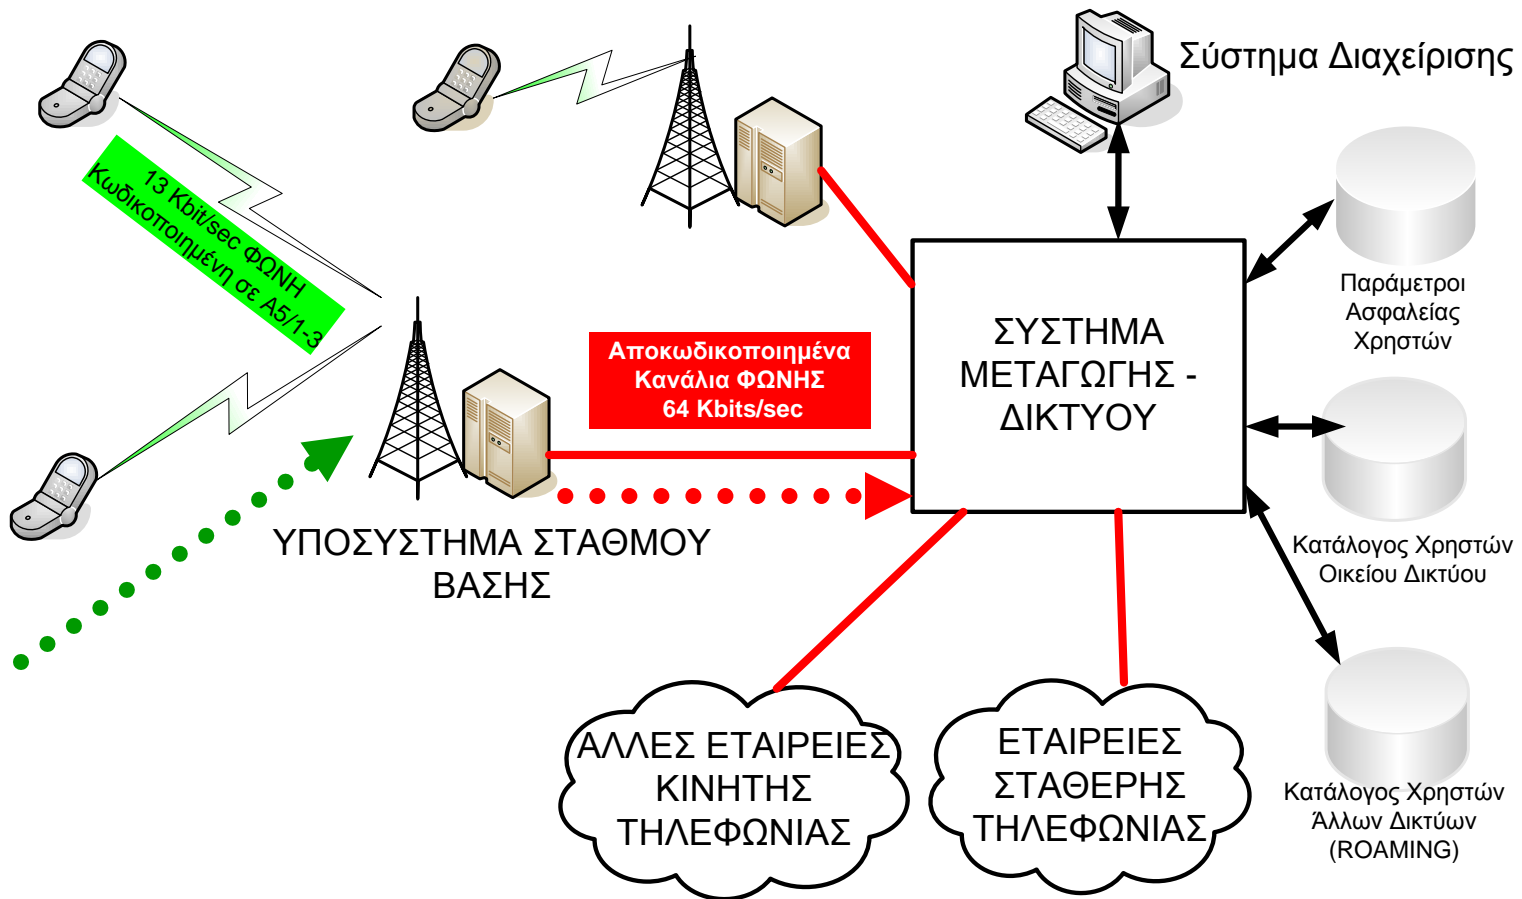 Σύστημα Διαχείρισης
13 Kbit/sec ΦΩΝΗ
Κωδικοποιημένη σε A5/1-3
Παράμετροι
Ασφαλείας
Χρηστών
ΣΥΣΤΗΜΑ
ΜΕΤΑΓΩΓΗΣ -
ΔΙΚΤΥΟΥ
Αποκωδικοποιημένα
Κανάλια ΦΩΝΗΣ
64 Kbits/sec
ΥΠΟΣΥΣΤΗΜΑ ΣΤΑΘΜΟΥ
ΒΑΣΗΣ
Κατάλογος Χρηστών
Οικείου Δικτύου
ΑΛΛΕΣ ΕΤΑΙΡΕΙΕΣ
ΚΙΝΗΤΗΣ
ΤΗΛΕΦΩΝΙΑΣ
ΕΤΑΙΡΕΙΕΣ
ΣΤΑΘΕΡΗΣ
ΤΗΛΕΦΩΝΙΑΣ
Κατάλογος Χρηστών
Άλλων Δικτύων
(ROAMING)